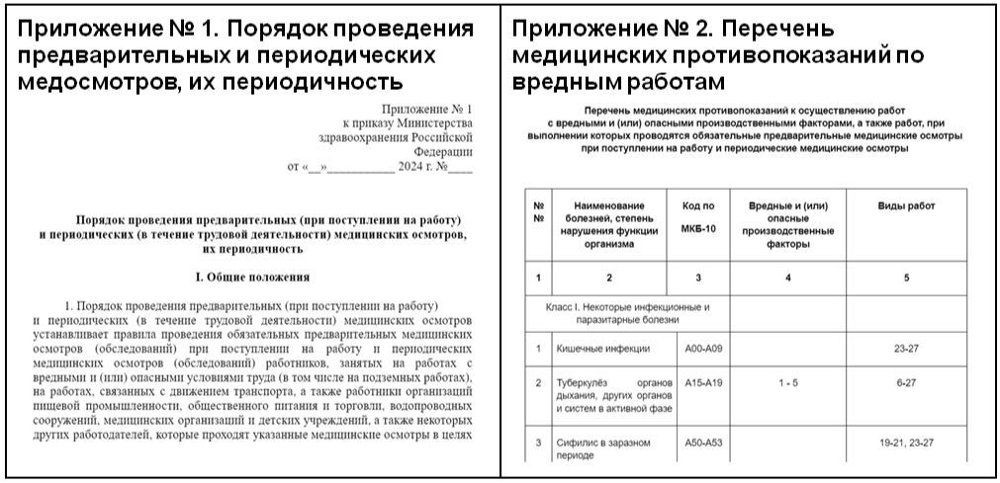 Приложение № 1. Порядок проведения
предварительных и периодических
медосмотров, их периодичность
Приложение № 1
к приказу Министерства
здравоохранения Российской
Федерации
от «__»___________ 2024 г. №____
Порядок проведения предварительных (при поступлении на работу)
и периодических (в течение трудовой деятельности) медицинских осмотров,
их периодичность
I. Общие положения
1. Порядок проведения предварительных (при поступлении на работу)
и периодических (в течение трудовой деятельности) медицинских осмотров
устанавливает правила проведения обязательных предварительных медицинских
осмотров (обследований) при поступлении на работу и периодических
медицинских осмотров (обследований) работников, занятых на работах с
вредными и (или) опасными условиями труда (в том числе на подземных работах),
на работах, связанных с движением транспорта, а также работники организаций
пищевой промышленности, общественного питания и торговли, водопроводных
сооружений, медицинских организаций и детских учреждений, а также некоторых
других работодателей, которые проходят указанные медицинские осмотры в целях
Приложение № 2. Перечень
медицинских противопоказаний по
вредным работам
Перечень медицинских противопоказаний к осуществлению работ
с вредными и (или) опасными производственными факторами, а также работ, при
выполнении которых проводятся обязательные предварительные медицинские осмотры
при поступлении на работу и периодические медицинские осмотры
№ Наименование Код по Вредные и (или) Виды работ
№ болезней, степень МКБ-10 опасные
нарушения функции производственные
организма факторы
1 2 3 4 5
Класс I. Некоторые инфекционные и
паразитарные болезни
1 Кишечные инфекции A00-A09 23-27
2 Туберкулёз органов A15-A19 1 - 5 6-27
дыхания, других органов
и систем в активной фазе
3 Сифилис в заразном A50-A53 19-21, 23-27
периоде